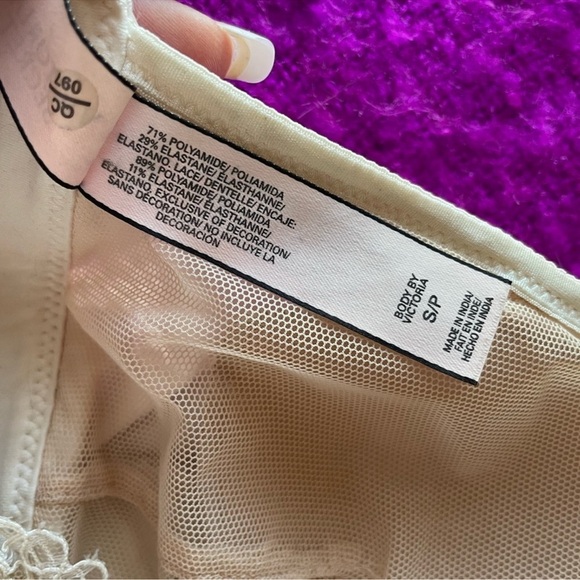 QC
097
71% POLYAMIDE/POLIAMIDA
29% ELASTANE/ELASTHANNE/
ELASTANO. LACE/DENTELLE/ENCAJE:
89% POLYAMIDE/POLIAMIDA
11% ELASTANE/ELASTHANNE/
ELASTANO. EXCLUSIVE OF DECORATION/
SANS DÉCORATION/NO INCLUYE LA
DECORACIÓN
BODY BY
VICTORIA
S/P
MADE IN INDIA/
FAIT EN INDE/
HECHO EN INDIA